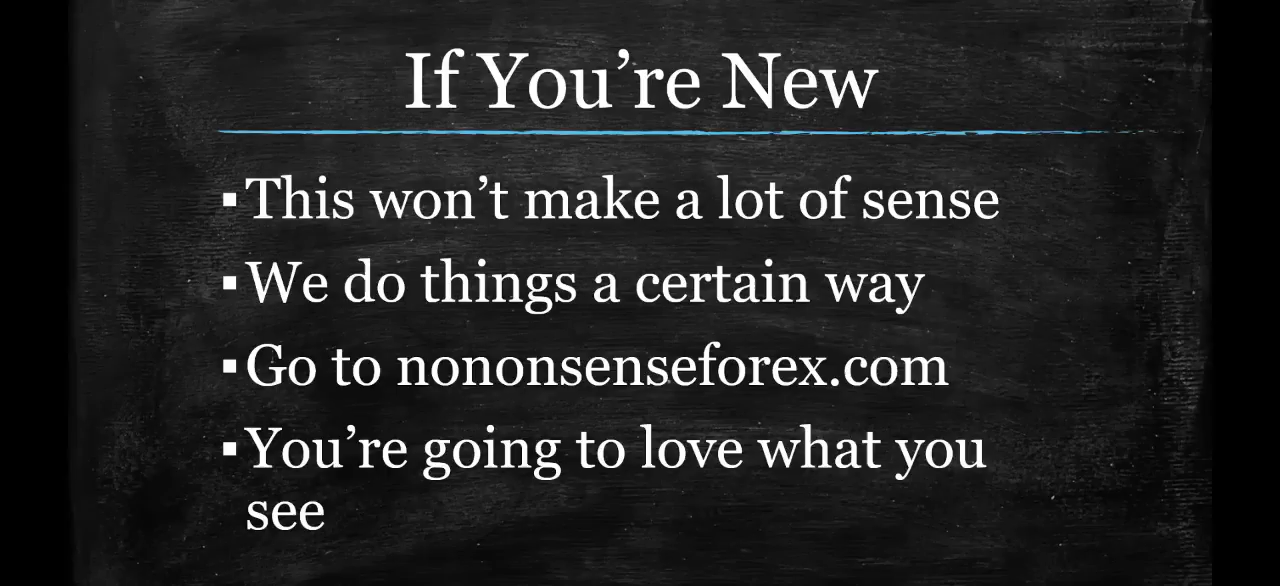 If You’re New
▪This won’t make a lot of sense
▪We do things a certain way
▪Go to nononsenseforex.com
▪You’re going to love what you
see